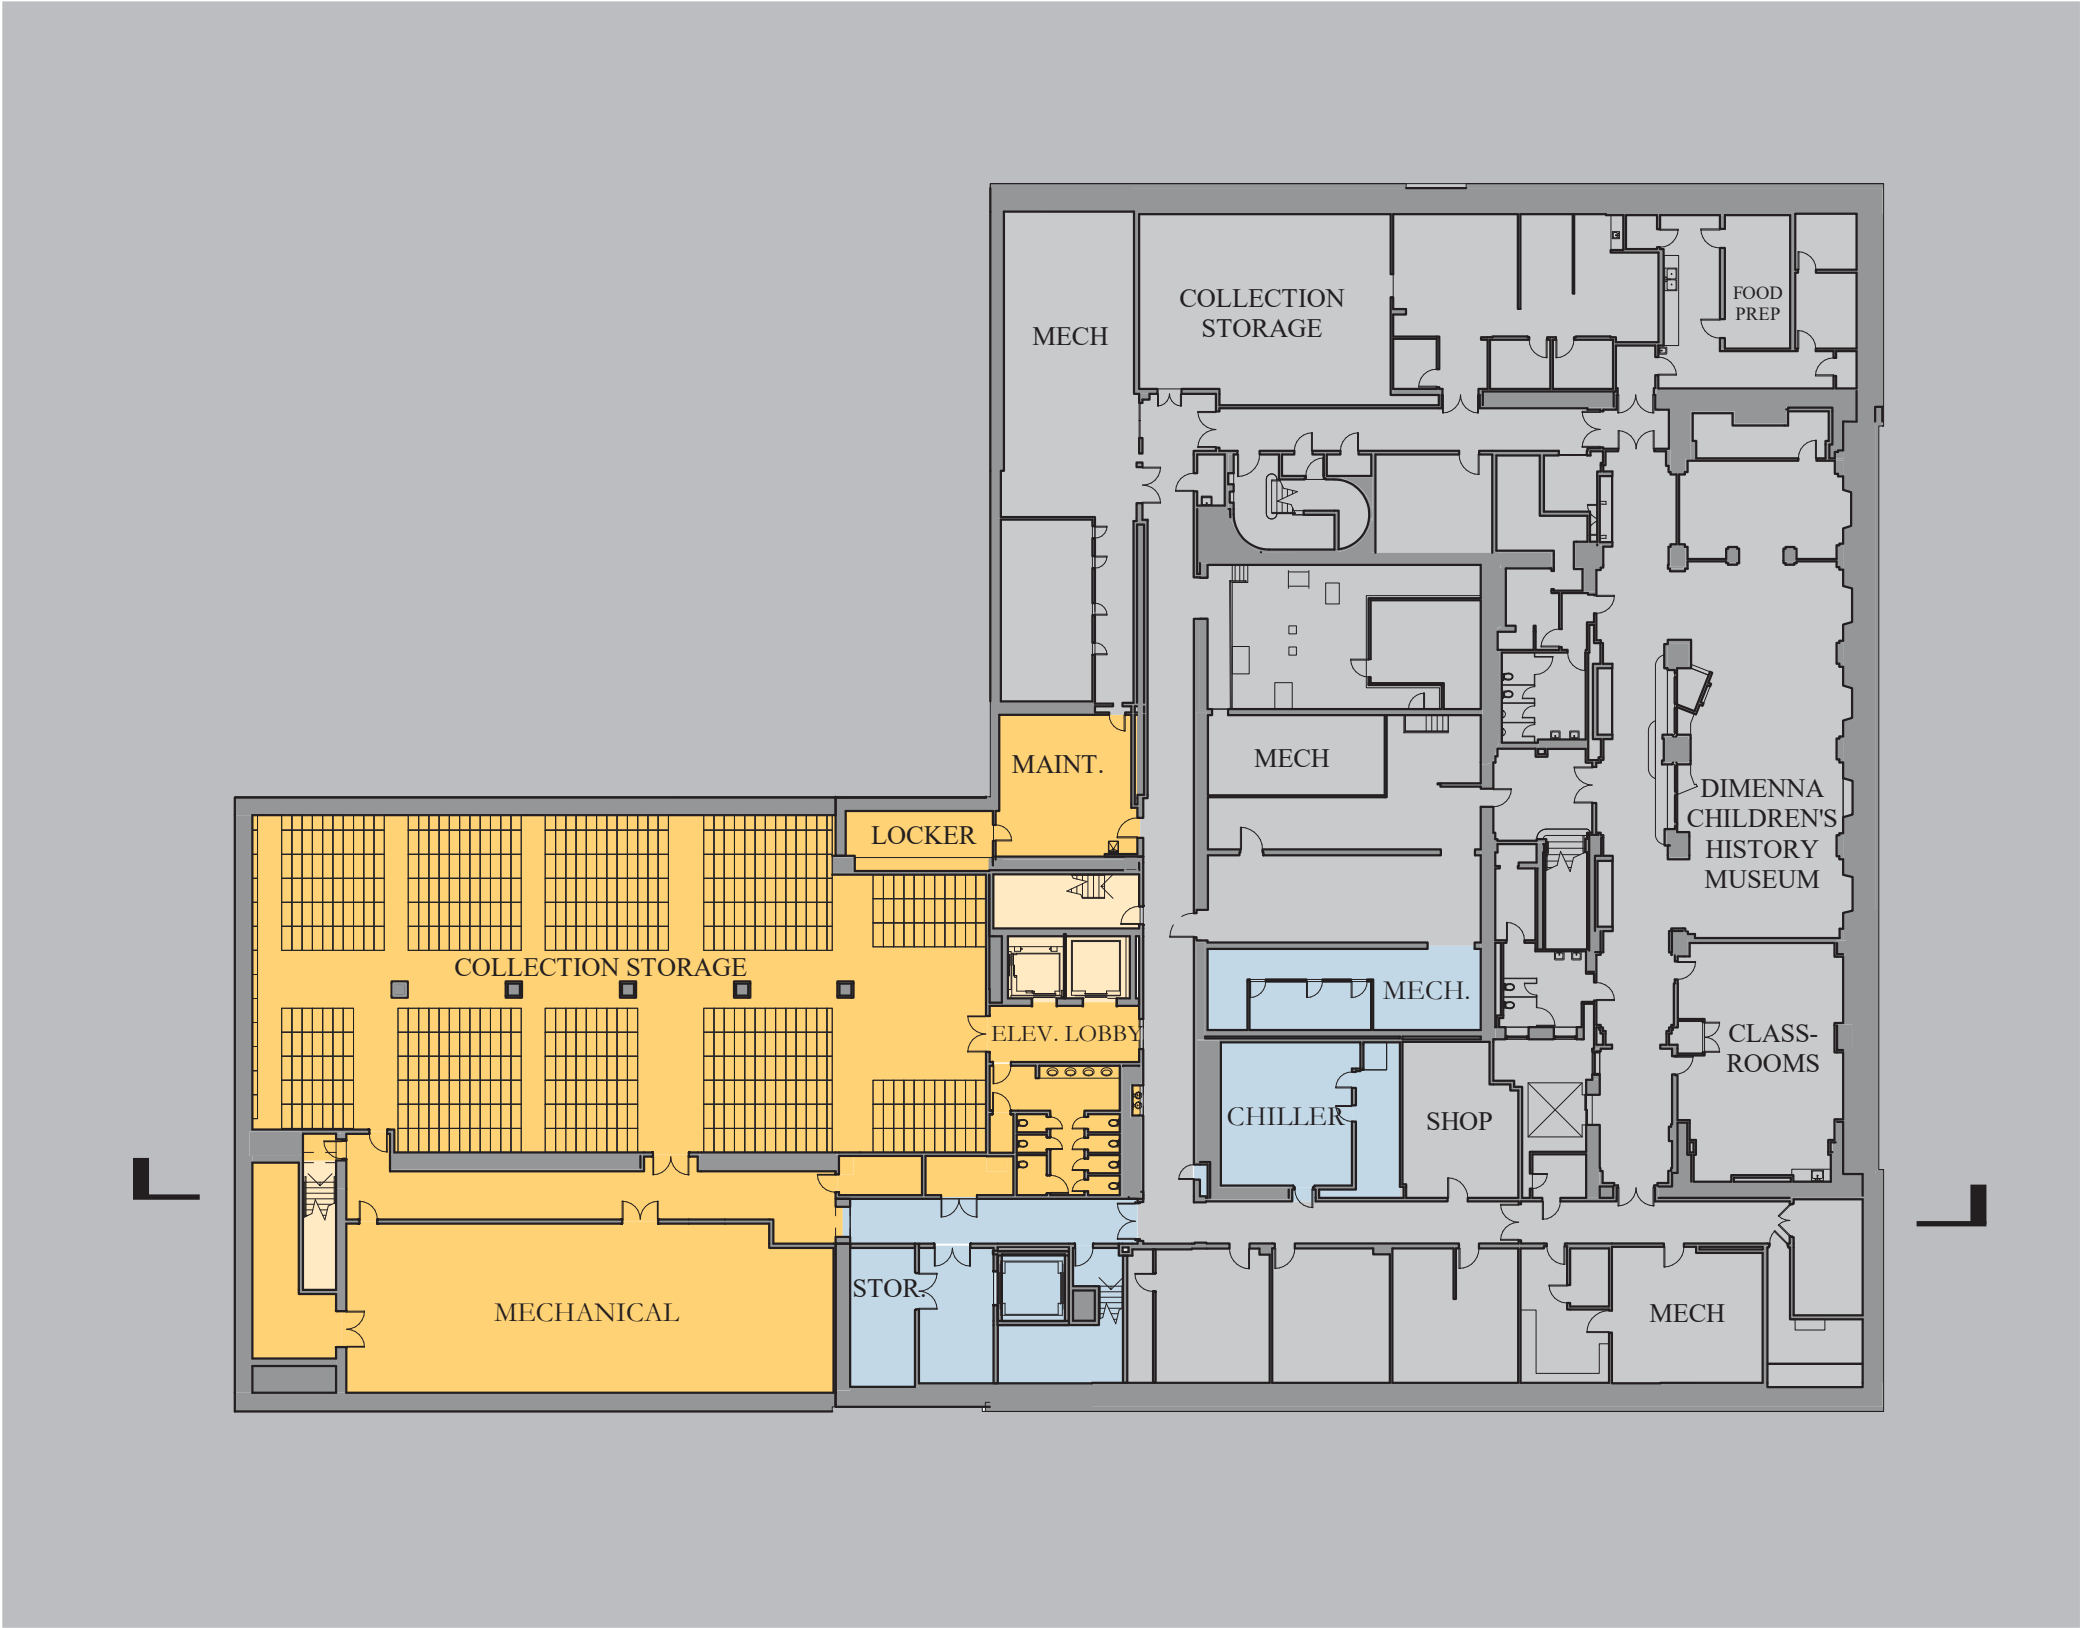 COLLECTION
STORAGE
MECH
FOOD
PREP
MAINT.
MECH
LOCKER
DIMENNA
CHILDREN'S
HISTORY
MUSEUM
COLLECTION STORAGE
MECH.
ELEV. LOBBY
CLASS-
ROOMS
CHILLER
SHOP
STOR.
MECHANICAL
MECH